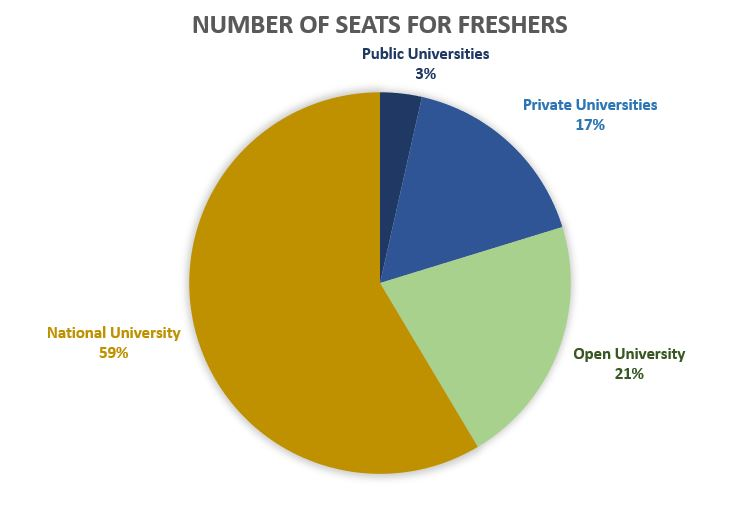 NUMBER OF SEATS FOR FRESHERS
Public Universities
3%
Private Universities
17%
Open University
21%
National University
59%